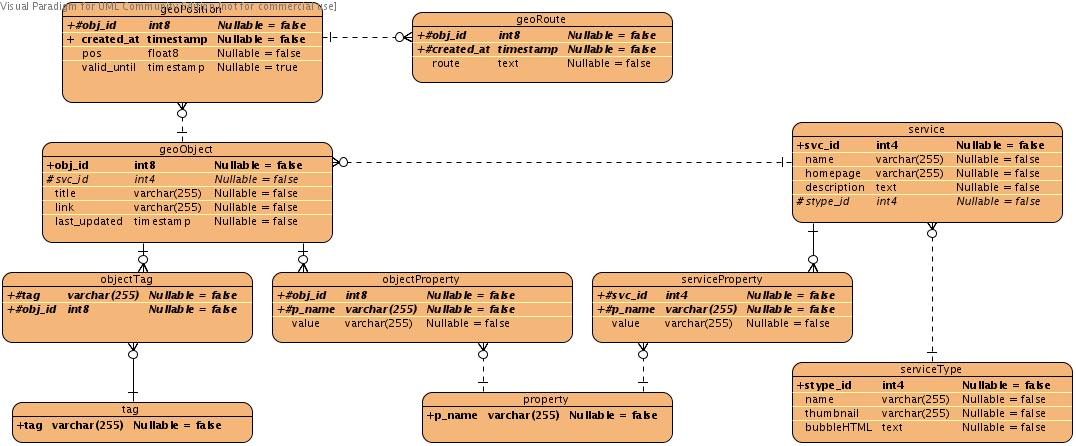 Visual Paradigm for UML Community Edition [not for commercial use]
geoPosition
+#obj_id int8 Nullable = false
+ created_at timestamp Nullable = false
pos float8 Nullable = false
valid_until timestamp Nullable = true
geoRoute
+#obj_id int8 Nullable = false
+#created_at timestamp Nullable = false
route text Nullable = false
geoObject
+obj_id int8 Nullable = false
#svc_id int4 Nullable = false
title varchar(255) Nullable = false
link varchar(255) Nullable = false
last_updated timestamp Nullable = false
service
+svc_id int4 Nullable = false
name varchar(255) Nullable = false
homepage varchar(255) Nullable = false
description text Nullable = false
#stype_id int4 Nullable = false
objectTag
+#tag varchar(255) Nullable = false
+#obj_id int8 Nullable = false
objectProperty
+#obj_id int8 Nullable = false
+#p_name varchar(255) Nullable = false
value varchar(255) Nullable = false
serviceProperty
+#svc_id int4 Nullable = false
+#p_name varchar(255) Nullable = false
value varchar(255) Nullable = false
serviceType
+stype_id int4 Nullable = false
name varchar(255) Nullable = false
thumbnail varchar(255) Nullable = false
bubbleHTML text Nullable = false
tag
+tag varchar(255) Nullable = false
property
+p_name varchar(255) Nullable = false